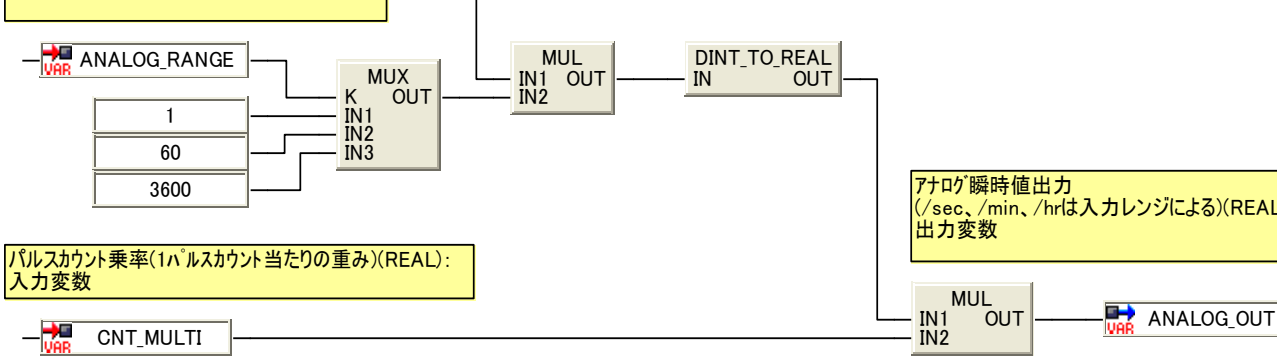 VAR ANALOG_RANGE
MUX
K OUT
IN1
IN2
IN3
1
60
3600
MUL
IN1 OUT
IN2
DINT_TO_REAL
IN OUT
アナログ瞬時値出力
(/sec、/min、/hrは入力レンジによる)(REAL
出力変数
パルスカウント乗率(1パルスカウント当たりの重み)(REAL):
入力変数
VAR CNT_MULTI
MUL
IN1 OUT
IN2
VAR ANALOG_OUT